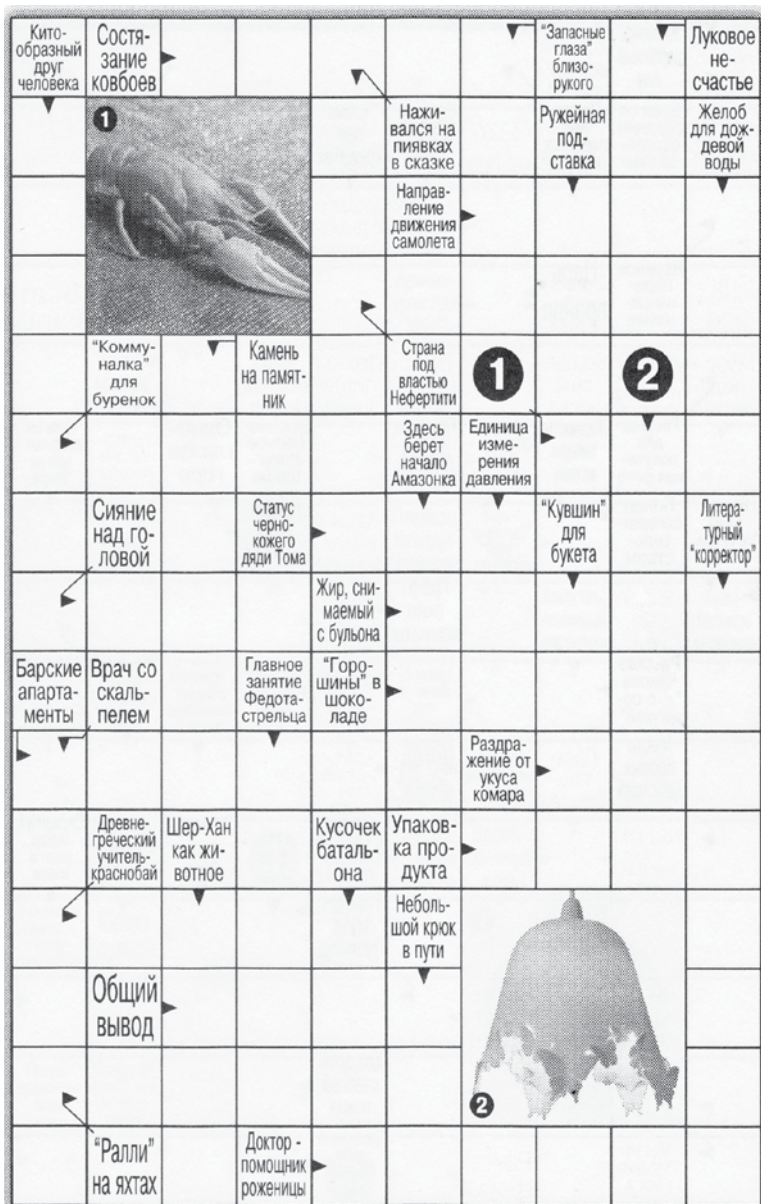 Кито-
образный
друг
человека
Состя-
зание
ковбоев
"Запасные
глаза"
близо-
рукого
Луковое
не-
счастье
1
Нажи-
вался на
пиявках
в сказке
Ружейная
под-
ставка
Желоб
для дож-
девой
воды
Направ-
ление
движения
самолета
"Комму-
налка"
для
буренок
Камень
на памят-
ник
Страна
под
властью
Нефертити
1
2
Здесь
берет
начало
Амазонка
Единица
изме-
рения
давления
Сияние
над го-
ловой
Статус
черно-
кожего
дяди Тома
"Кувшин"
для
букета
Литера-
турный
"корректор"
Жир, сни-
маемый
с бульона
Барские
апарта-
менты
Врач со
скаль-
пелем
Главное
занятие
Федота-
стрельца
"Горо-
шины" в
шоко-
ладе
Раздра-
жение от
укуса
комара
Древне-
греческий
учитель-
краснобай
Шер-Хан
как жи-
вотное
Кусочек
баталь-
она
Упаков-
ка про-
дукта
Неболь-
шой крюк
в пути
Общий
вывод
2
"Ралли"
на яхтах
Доктор -
помощник
роженицы